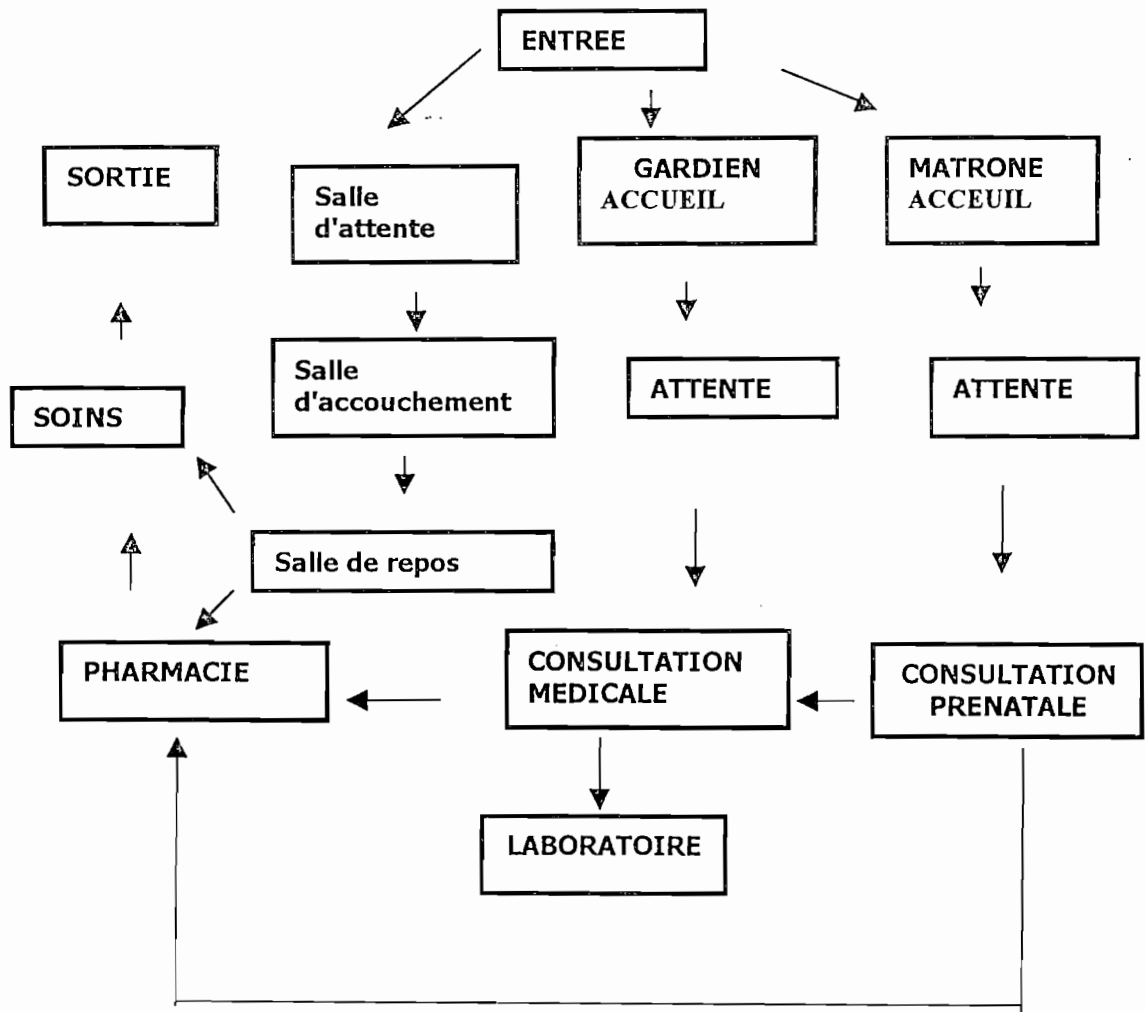 ENTREE
SORTIE
Salle
d'attente
GARDIEN
ACCUEIL
MATRONE
ACCEUIL
SOINS
Salle
d'accouchement
ATTENTE
ATTENTE
Salle de repos
PHARMACIE
CONSULTATION
MEDICALE
CONSULTATION
PRENATALE
LABORATOIRE